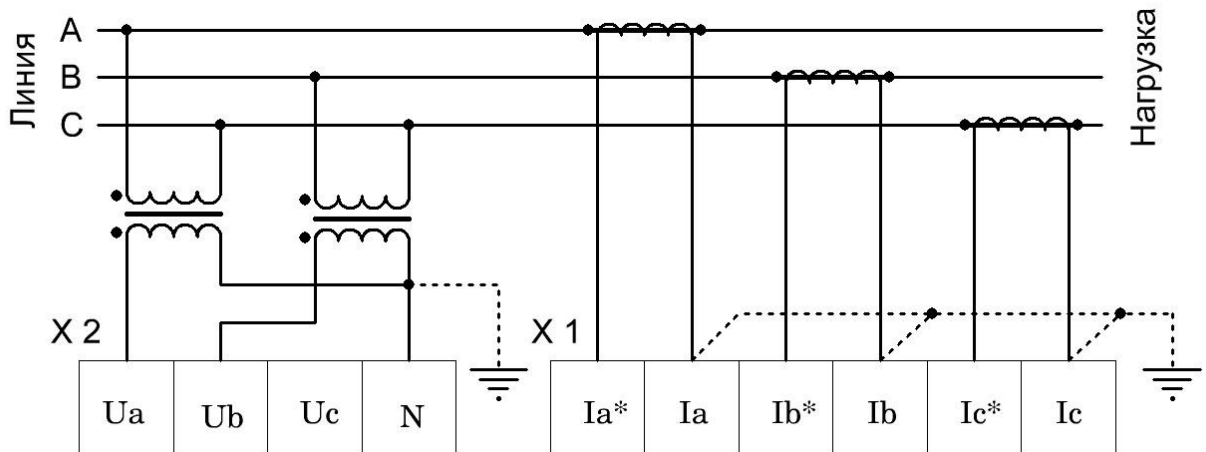 Линия
A
B
C
Нагрузка
X 2
Ua Ub Uc N
X 1
Ia* Ia Ib* Ib Ic* Ic